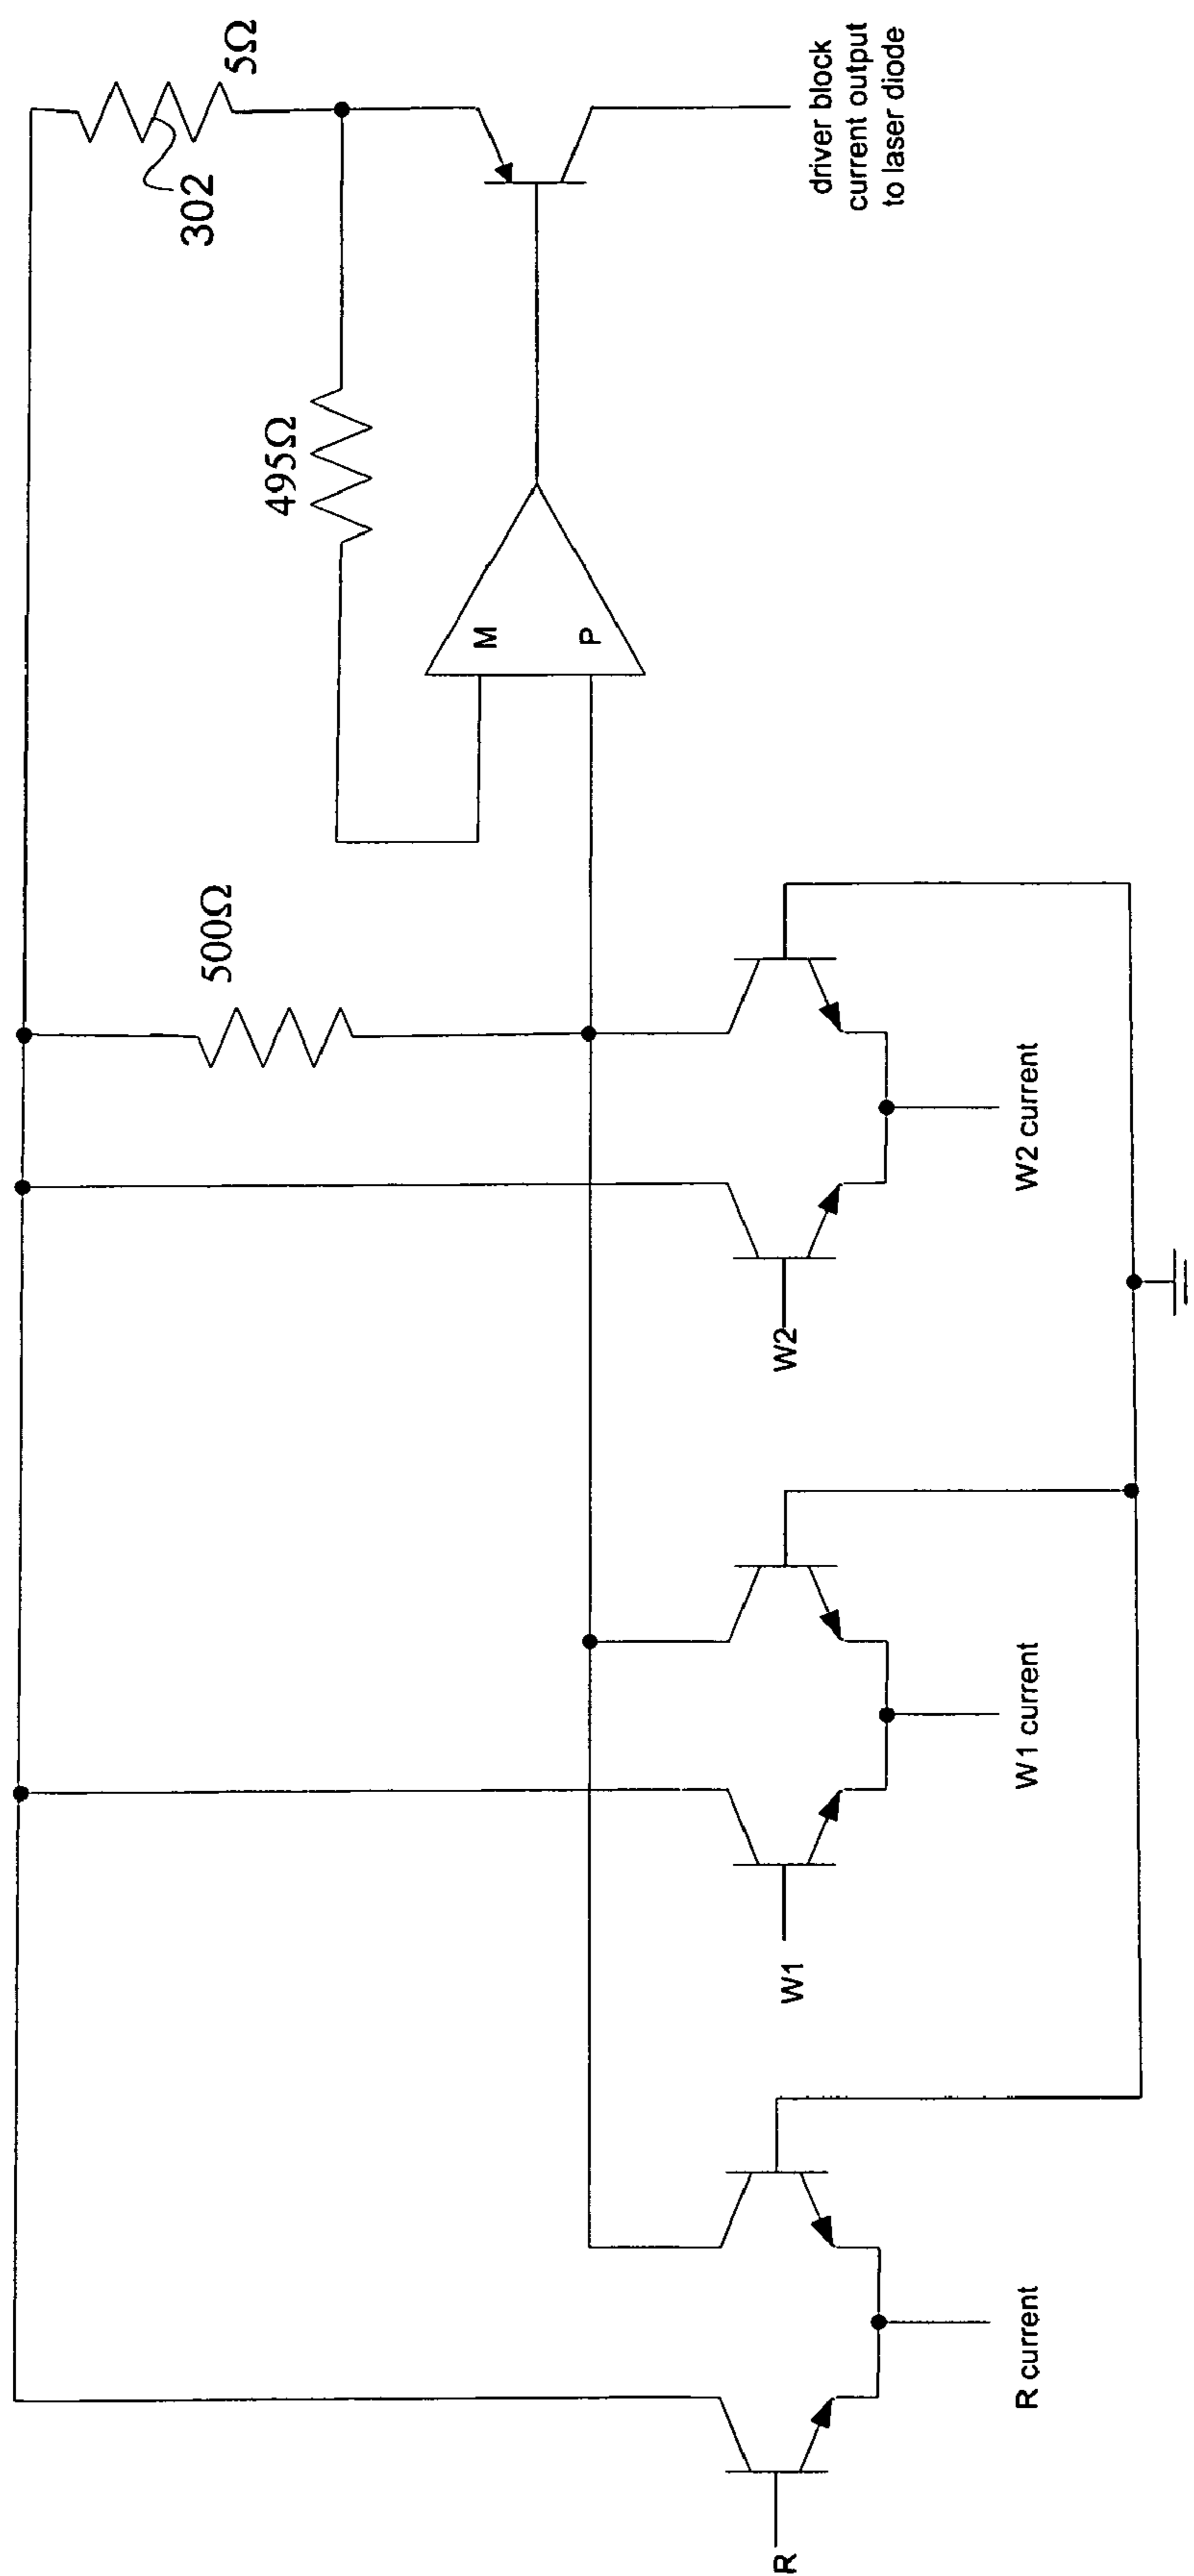 5Ω
302
495Ω
500Ω
M
P
driver block
current output
to laser diode
W2
W2 current
W1
W1 current
R
R current